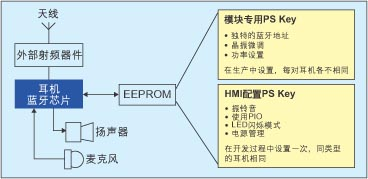 天线
外部射频器件
耳机
蓝牙芯片
EEPROM
扬声器
麦克风
模块专用PS Key
• 独特的蓝牙地址
• 晶振微调
• 功率设置
在生产中设置，每对耳机各不相同
HMI配置PS Key
• 振铃音
• 使用PIO
• LED闪烁模式
• 电源管理
在开发过程中设置一次，同类型
的耳机相同